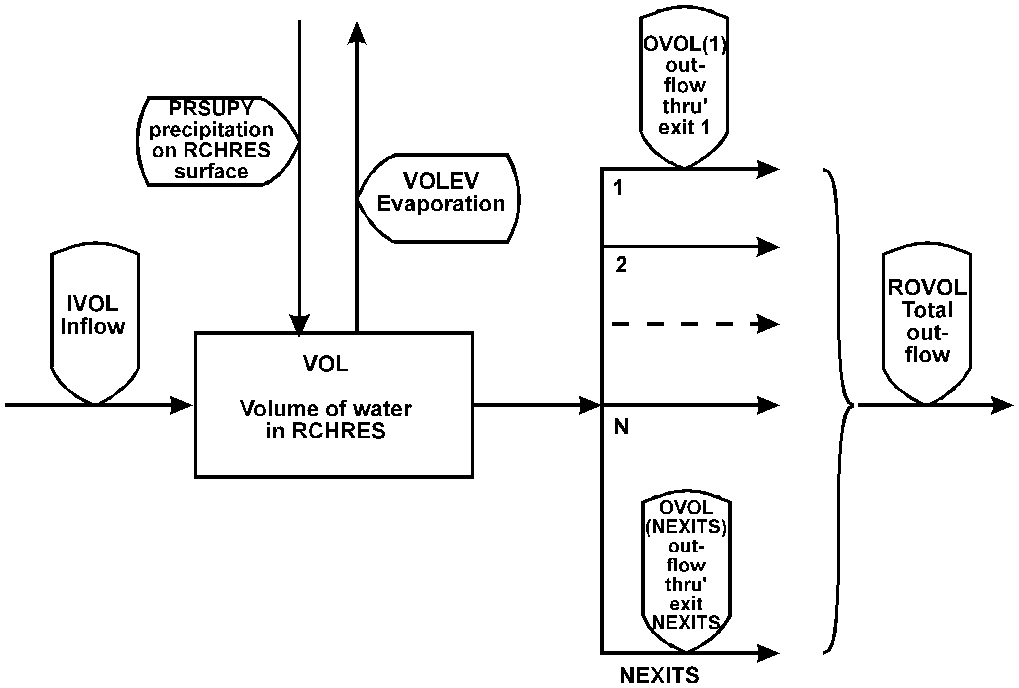 PRSUPY
precipitation
on RCHRES
surface
VOLEV
Evaporation
IVOL
Inflow
VOL
Volume of water
in RCHRES
OVOL(1)
out-
flow
thru'
exit 1
1
2
N
OVOL
(NEXITS)
out-
flow
thru'
exit
NEXITS
NEXITS
ROVOL
Total
out-
flow